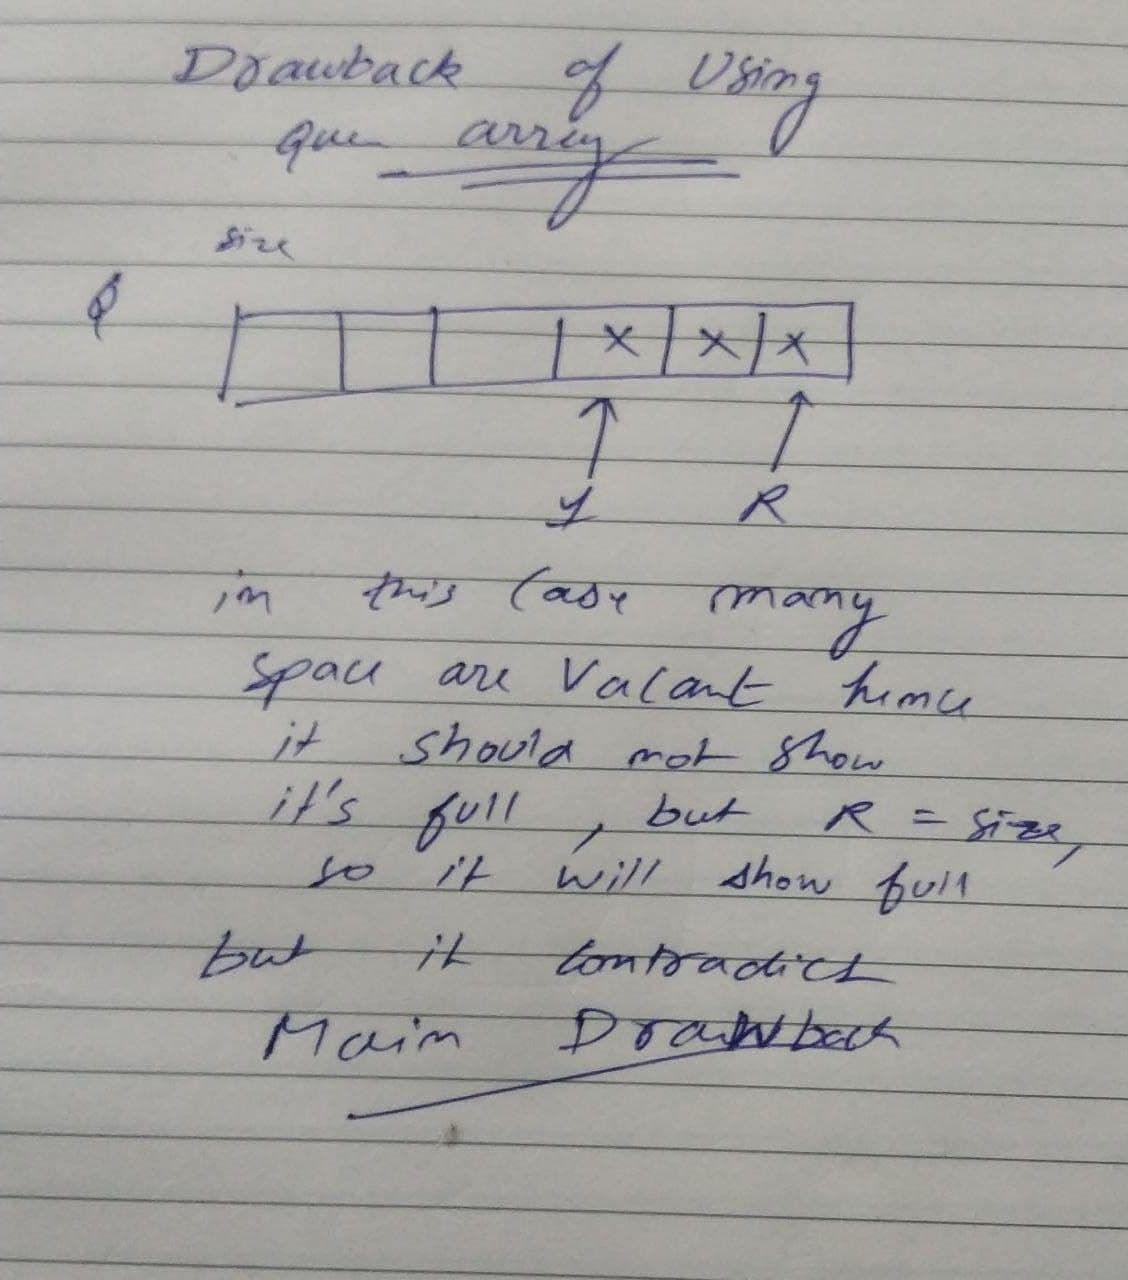 Drawback of Using
que array
size
Q
x x x
f R
in this case many
space are Vacant hence
it should not show
it's full , but R = size,
so it will show full
but it contradict
Main Drawback